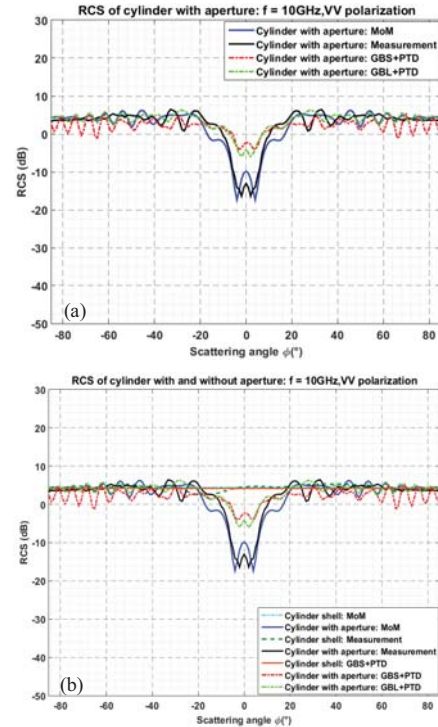 RCS of cylinder with aperture: f = 10GHz,VV polarization
30
Cylinder with aperture: MoM
Cylinder with aperture: Measurement
Cylinder with aperture: GBS+PTD
Cylinder with aperture: GBL+PTD
20
10
0
-10
-20
-30
-40
-50
RCS (dB)
(a)
-80 -60 -40 -20 0 20 40 60 80
Scattering angle ϕ(°)
RCS of cylinder with and without aperture: f = 10GHz,VV polarization
30
20
10
0
-10
-20
-30
-40
-50
RCS (dB)
Cylinder shell: MoM
Cylinder with aperture: MoM
Cylinder shell: Measurement
Cylinder with aperture: Measurement
Cylinder shell: GBS+PTD
Cylinder with aperture: GBS+PTD
Cylinder with aperture: GBL+PTD
(b)
-80 -60 -40 -20 0 20 40 60 80
Scattering angle ϕ(°)